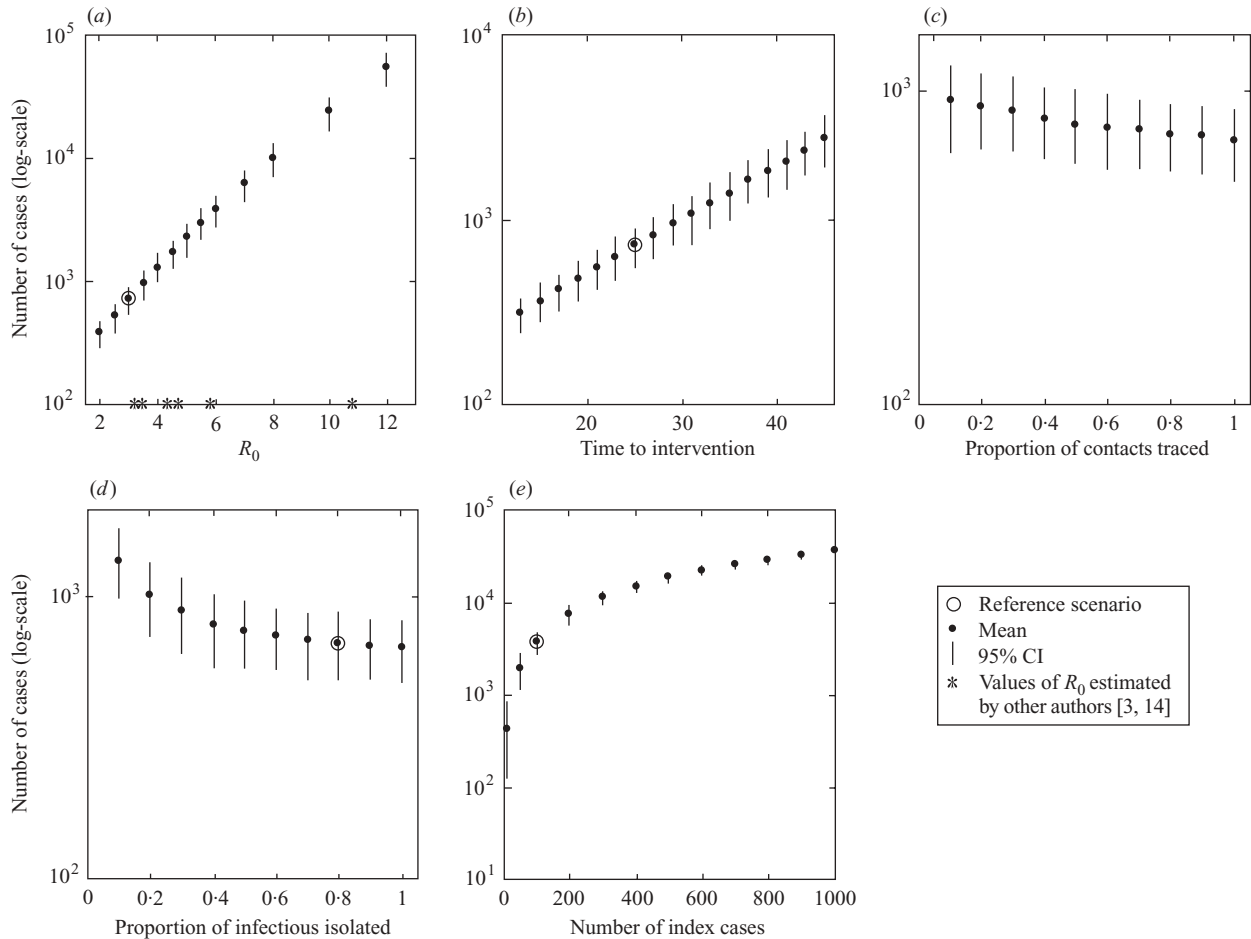 (a)
Number of cases (log-scale)
10^5
10^4
10^3
10^2
2 4 6 8 10 12
R_0
(b)
10^4
10^3
10^2
20 30 40
Time to intervention
(c)
10^3
10^2
0 0·2 0·4 0·6 0·8 1
Proportion of contacts traced
(d)
Number of cases (log-scale)
10^3
10^2
0 0·2 0·4 0·6 0·8 1
Proportion of infectious isolated
(e)
10^5
10^4
10^3
10^2
10^1
0 200 400 600 800 1000
Number of index cases
Reference scenario
Mean
95% CI
Values of R_0 estimated
by other authors [3, 14]